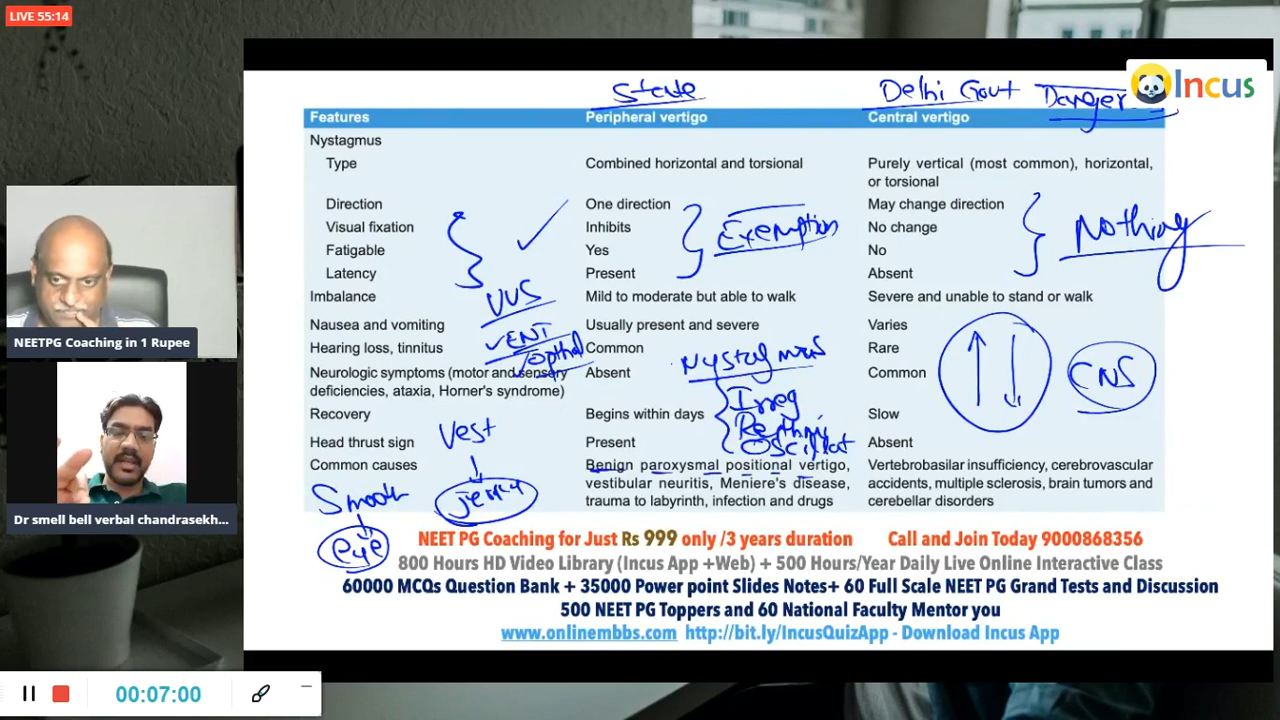 LIVE 55:14
Incus
State
Delhi Govt Danger
Features Peripheral vertigo Central vertigo
Nystagmus
Type Combined horizontal and torsional Purely vertical (most common), horizontal,
or torsional
Direction One direction May change direction
Visual fixation Inhibits No change
Fatigable Yes No
Latency Present Absent
Exemption
Nothing
Imbalance Mild to moderate but able to walk Severe and unable to stand or walk
VVS
Nausea and vomiting Usually present and severe Varies
ENT
Hearing loss, tinnitus Common Rare
Opthal
Nystagmus
Neurologic symptoms (motor and sensory Absent Common
deficiencies, ataxia, Horner's syndrome)
CNS
Irreg
Recovery Begins within days Slow
Head thrust sign Present Absent
Vest
Common causes Benign paroxysmal positional vertigo, Vertebrobasilar insufficiency, cerebrovascular
vestibular neuritis, Meniere's disease, accidents, multiple sclerosis, brain tumors and
trauma to labyrinth, infection and drugs cerebellar disorders
Smooth
eye
NEETPG Coaching in 1 Rupee
Dr smell bell verbal chandrasekh...
NEET PG Coaching for Just Rs 999 only /3 years duration Call and Join Today 9000868356
800 Hours HD Video Library (Incus App +Web) + 500 Hours/Year Daily Live Online Interactive Class
60000 MCQs Question Bank + 35000 Power point Slides Notes+ 60 Full Scale NEET PG Grand Tests and Discussion
500 NEET PG Toppers and 60 National Faculty Mentor you
www.onlinembbs.com http://bit.ly/IncusQuizApp - Download Incus App
00:07:00